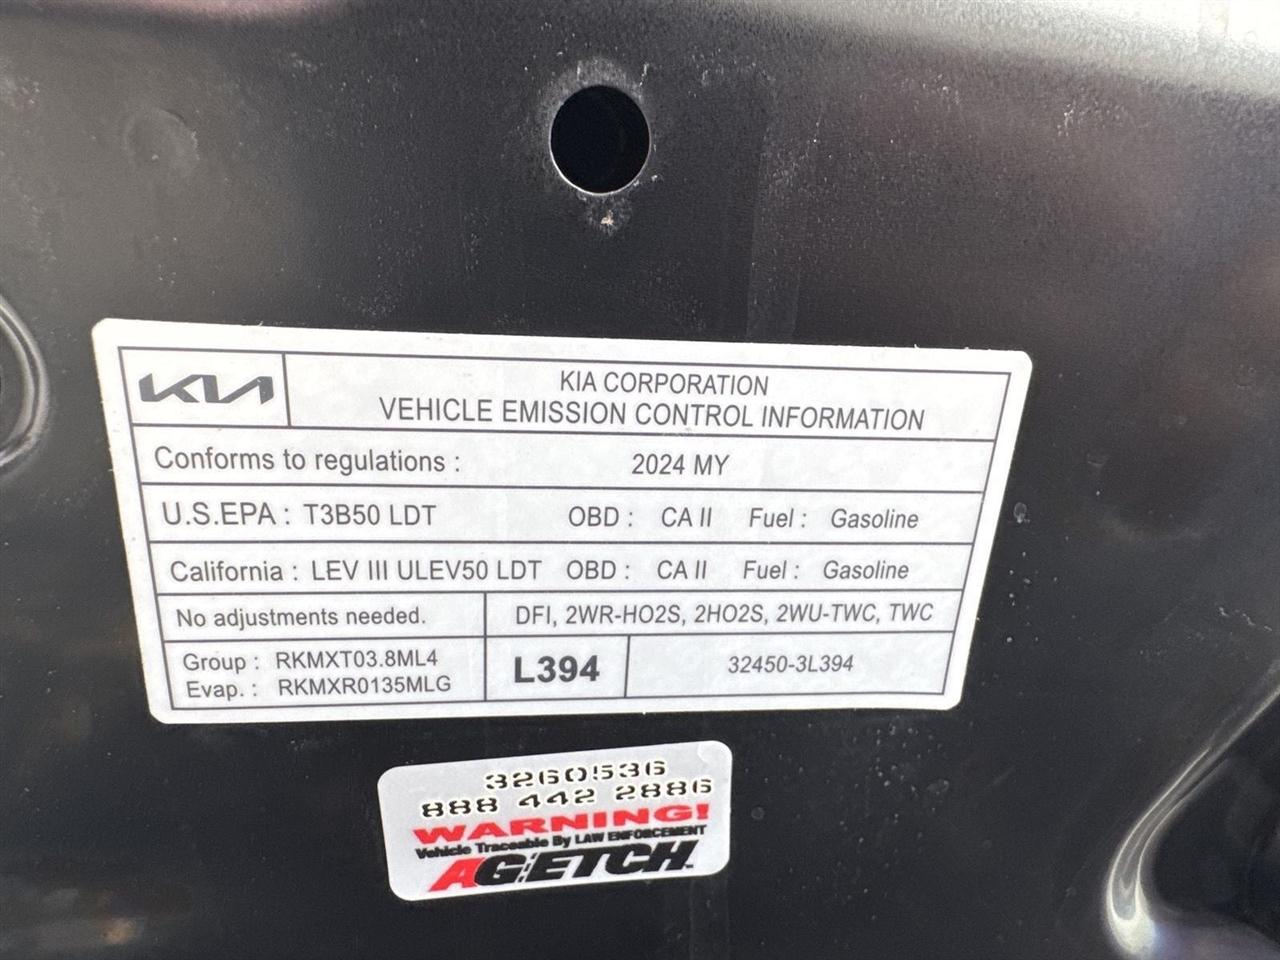 KIA
KIA CORPORATION
VEHICLE EMISSION CONTROL INFORMATION
Conforms to regulations : 2024 MY
U.S.EPA : T3B50 LDT OBD : CA II Fuel : Gasoline
California : LEV III ULEV50 LDT OBD : CA II Fuel : Gasoline
No adjustments needed. DFI, 2WR-HO2S, 2HO2S, 2WU-TWC, TWC
Group : RKMXT03.8ML4
Evap. : RKMXR0135MLG
L394
32450-3L394
3260536
888 442 2886
WARNING!
Vehicle Traceable By LAW ENFORCEMENT
AGETCH